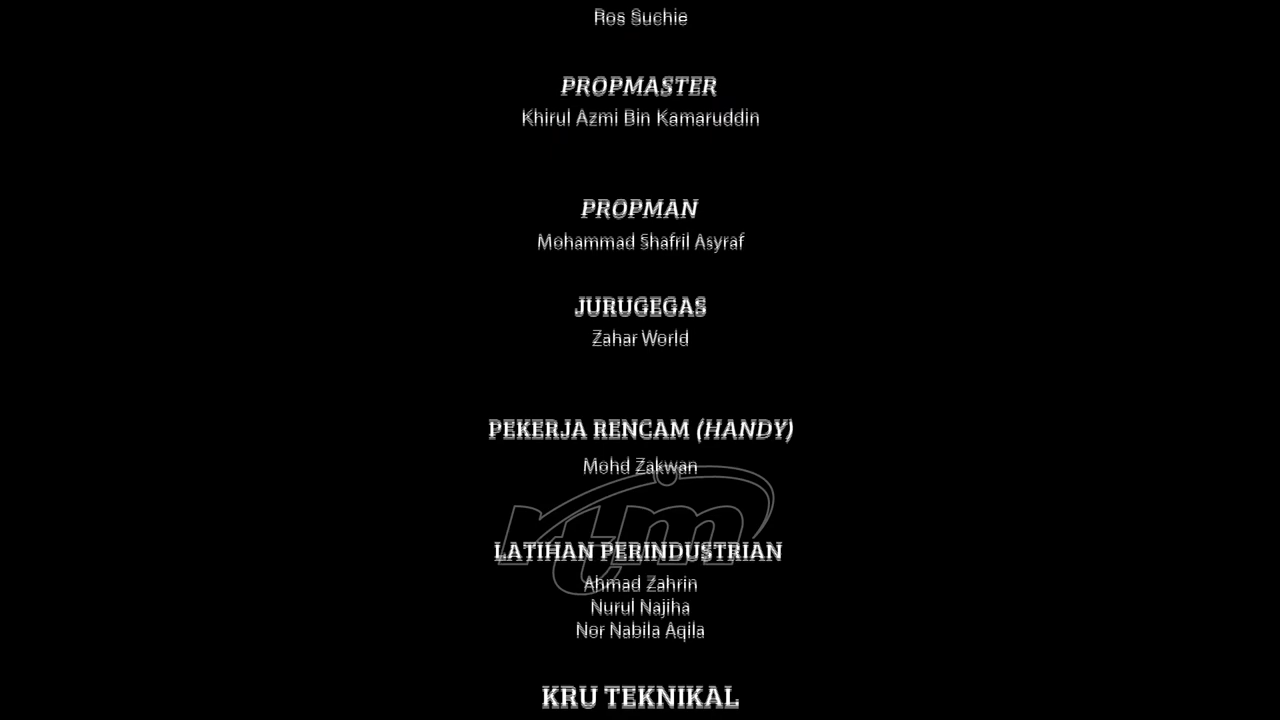 Ros Suchie
PROPMASTER
Khirul Azmi Bin Kamaruddin
PROPMAN
Mohammad Shafril Asyraf
JURUGEGAS
Zahar World
PEKERJA RENCAM (HANDY)
Mohd Zakwan
rtm
LATIHAN PERINDUSTRIAN
Ahmad Zahrin
Nurul Najiha
Nor Nabila Aqila
KRU TEKNIKAL